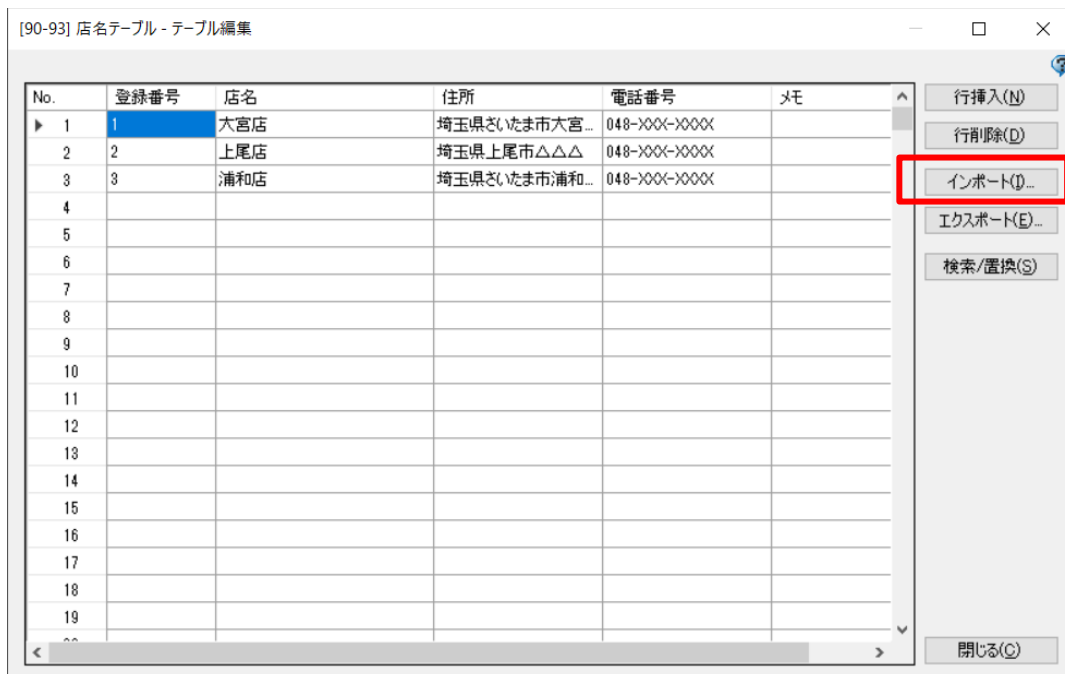 [90-93] 店名テーブル - テーブル編集
No. 登録番号 店名 住所 電話番号 メモ
1 1 大宮店 埼玉県さいたま市大宮... 048-XXX-XXXX
2 2 上尾店 埼玉県上尾市△△△ 048-XXX-XXXX
3 3 浦和店 埼玉県さいたま市浦和... 048-XXX-XXXX
4
5
6
7
8
9
10
11
12
13
14
15
16
17
18
19
行挿入(N)
行削除(D)
インポート(I)...
エクスポート(E)...
検索/置換(S)
閉じる(C)